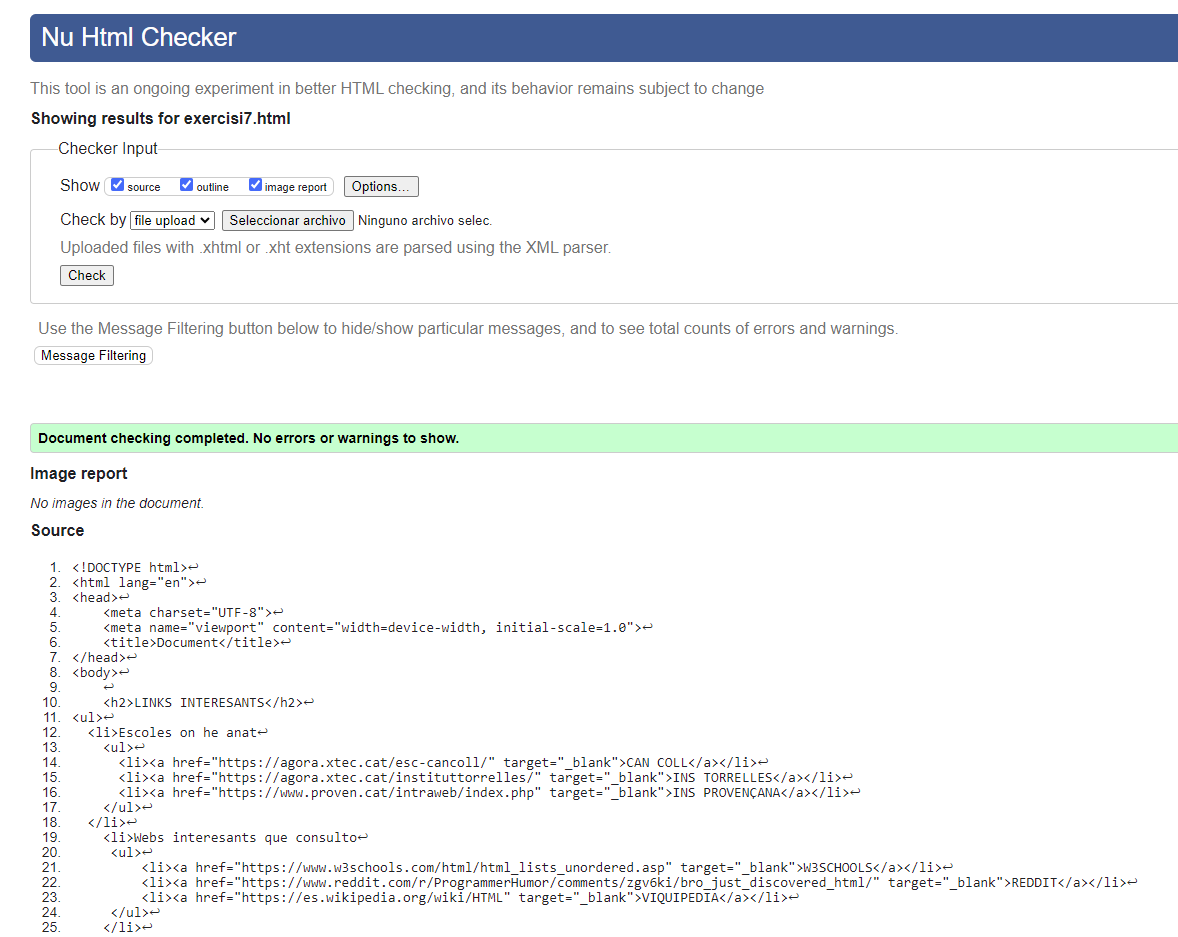 Nu Html Checker
This tool is an ongoing experiment in better HTML checking, and its behavior remains subject to change
Showing results for exercisi7.html
Checker Input
Show source outline image report Options...
Check by file upload Seleccionar archivo Ninguno archivo selec.
Uploaded files with .xhtml or .xht extensions are parsed using the XML parser.
Check
Use the Message Filtering button below to hide/show particular messages, and to see total counts of errors and warnings.
Message Filtering
Document checking completed. No errors or warnings to show.
Image report
No images in the document.
Source
1. <!DOCTYPE html>↩
2. <html lang="en">↩
3. <head>↩
4.     <meta charset="UTF-8">↩
5.     <meta name="viewport" content="width=device-width, initial-scale=1.0">↩
6.     <title>Document</title>↩
7. </head>↩
8. <body>↩
9.     ↩
10.     <h2>LINKS INTERESANTS</h2>↩
11. <ul>↩
12.   <li>Escoles on he anat↩
13.     <ul>↩
14.       <li><a href="https://agora.xtec.cat/esc-cancoll/" target="_blank">CAN COLL</a></li>↩
15.       <li><a href="https://agora.xtec.cat/instituttorrelles/" target="_blank">INS TORRELLES</a></li>↩
16.       <li><a href="https://www.proven.cat/intraweb/index.php" target="_blank">INS PROVENÇANA</a></li>↩
17.     </ul>↩
18.   </li>↩
19.     <li>Webs interesants que consulto↩
20.      <ul>↩
21.          <li><a href="https://www.w3schools.com/html/html_lists_unordered.asp" target="_blank">W3SCHOOLS</a></li>↩
22.          <li><a href="https://www.reddit.com/r/ProgrammerHumor/comments/zgv6ki/bro_just_discovered_html/" target="_blank">REDDIT</a></li>↩
23.          <li><a href="https://es.wikipedia.org/wiki/HTML" target="_blank">VIQUIPEDIA</a></li>↩
24.      </ul>↩
25.     </li>↩